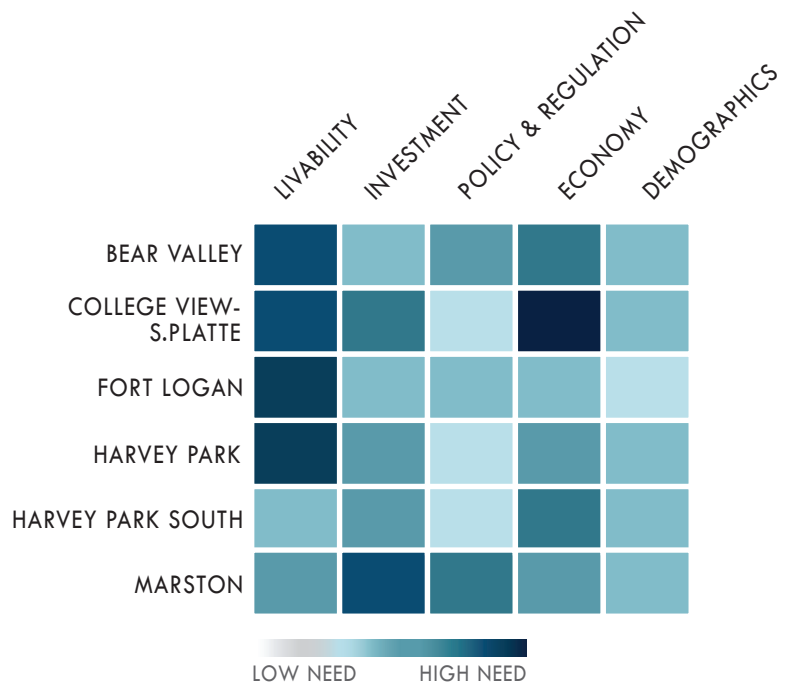 LIVABILITY
INVESTMENT
POLICY & REGULATION
ECONOMY
DEMOGRAPHICS
BEAR VALLEY
COLLEGE VIEW-
S.PLATTE
FORT LOGAN
HARVEY PARK
HARVEY PARK SOUTH
MARSTON
LOW NEED
HIGH NEED